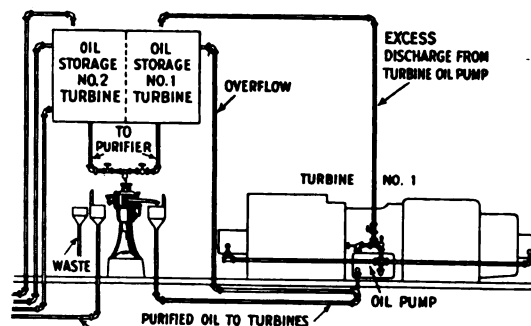 OIL
STORAGE
NO.2
TURBINE
OIL
STORAGE
NO.1
TURBINE
TO
PURIFIER
OVERFLOW
EXCESS
DISCHARGE FROM
TURBINE OIL PUMP
TURBINE NO. 1
WASTE
OIL PUMP
PURIFIED OIL TO TURBINES